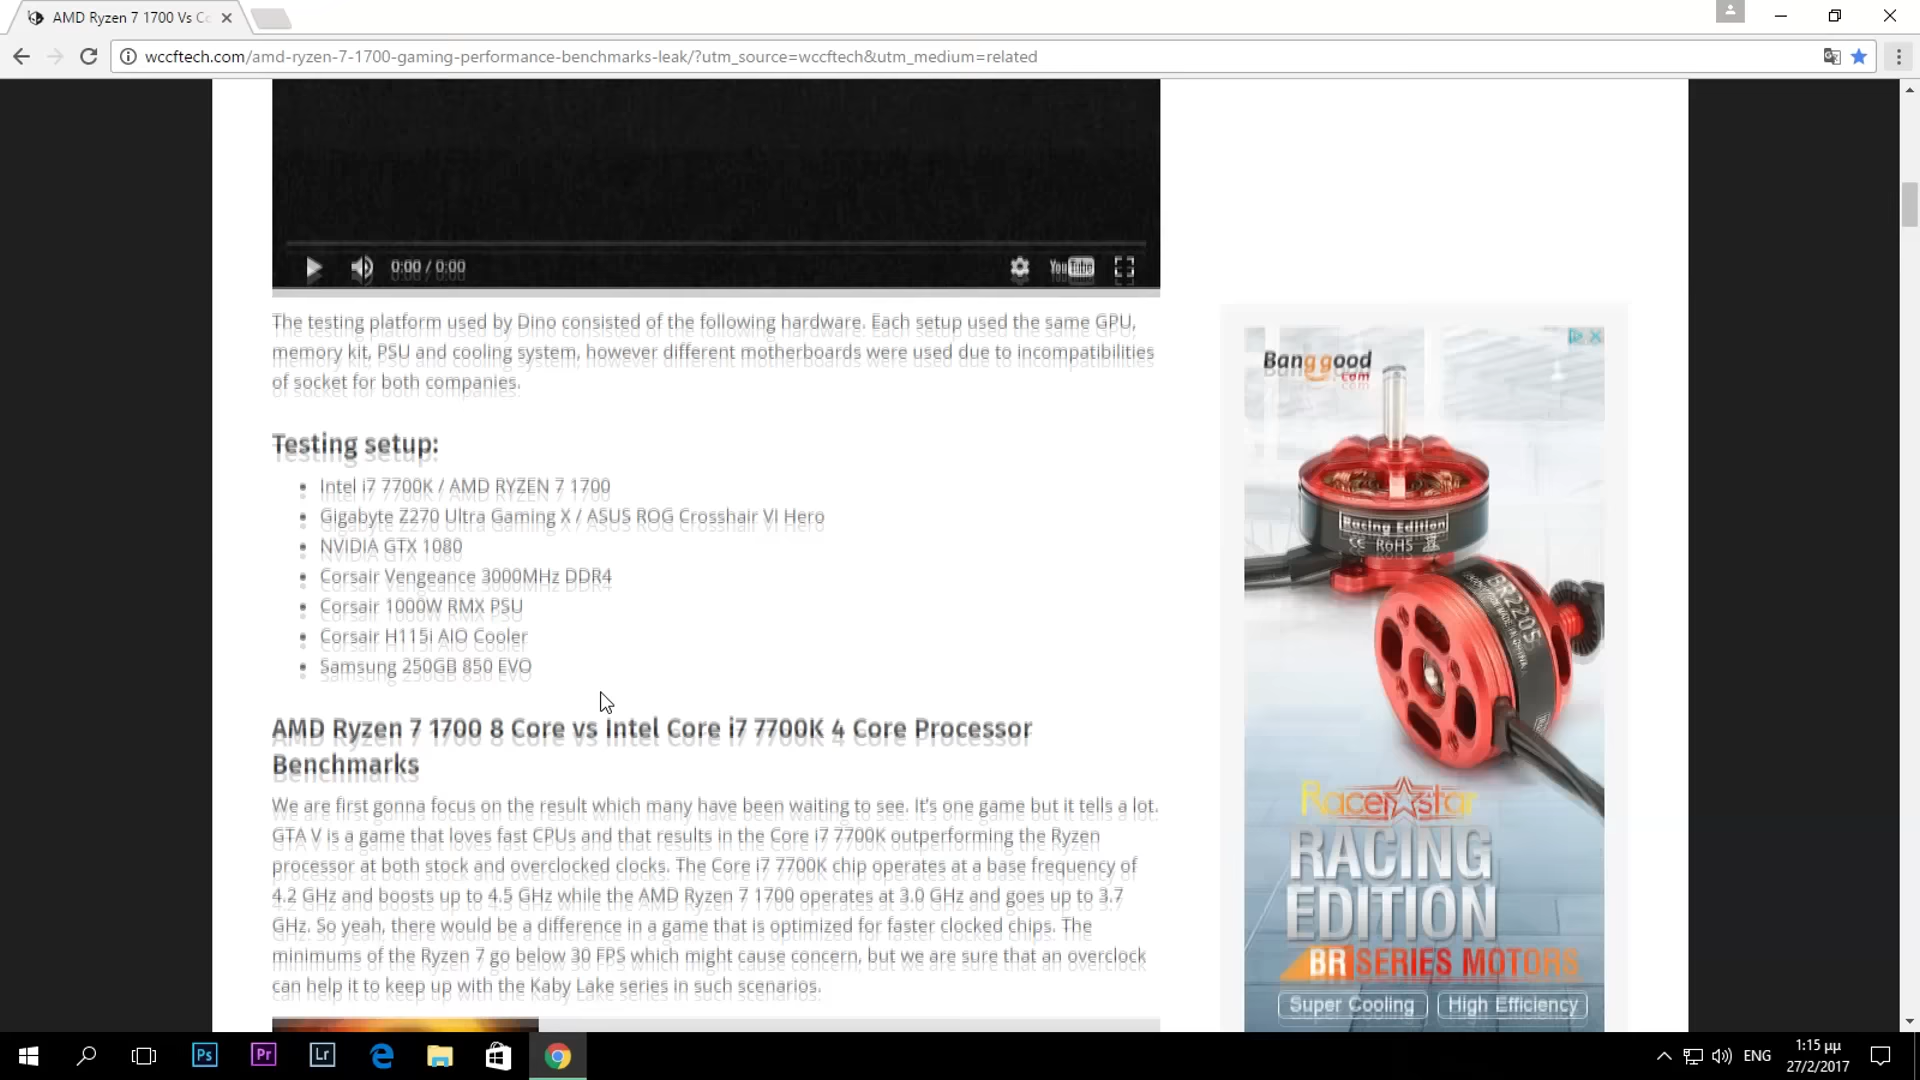 AMD Ryzen 7 1700 Vs Co
wccftech.com/amd-ryzen-7-1700-gaming-performance-benchmarks-leak/?utm_source=wccftech&utm_medium=related
0:00 / 0:00
YouTube
The testing platform used by Dino consisted of the following hardware. Each setup used the same GPU,
memory kit, PSU and cooling system, however different motherboards were used due to incompatibilities
of socket for both companies.
Testing setup:
• Intel i7 7700K / AMD RYZEN 7 1700
• Gigabyte Z270 Ultra Gaming X / ASUS ROG Crosshair VI Hero
• NVIDIA GTX 1080
• Corsair Vengeance 3000MHz DDR4
• Corsair 1000W RMX PSU
• Corsair H115i AIO Cooler
• Samsung 250GB 850 EVO
AMD Ryzen 7 1700 8 Core vs Intel Core i7 7700K 4 Core Processor
Benchmarks
We are first gonna focus on the result which many have been waiting to see. It's one game but it tells a lot.
GTA V is a game that loves fast CPUs and that results in the Core i7 7700K outperforming the Ryzen
processor at both stock and overclocked clocks. The Core i7 7700K chip operates at a base frequency of
4.2 GHz and boosts up to 4.5 GHz while the AMD Ryzen 7 1700 operates at 3.0 GHz and goes up to 3.7
GHz. So yeah, there would be a difference in a game that is optimized for faster clocked chips. The
minimums of the Ryzen 7 go below 30 FPS which might cause concern, but we are sure that an overclock
can help it to keep up with the Kaby Lake series in such scenarios.
Banggood
.com
Racing Edition
CE RoHS
BR2205
Racerstar
RACING
EDITION
BR SERIES MOTORS
Super Cooling
High Efficiency
Ps
Pr
Lr
ENG
1:15 μμ
27/2/2017